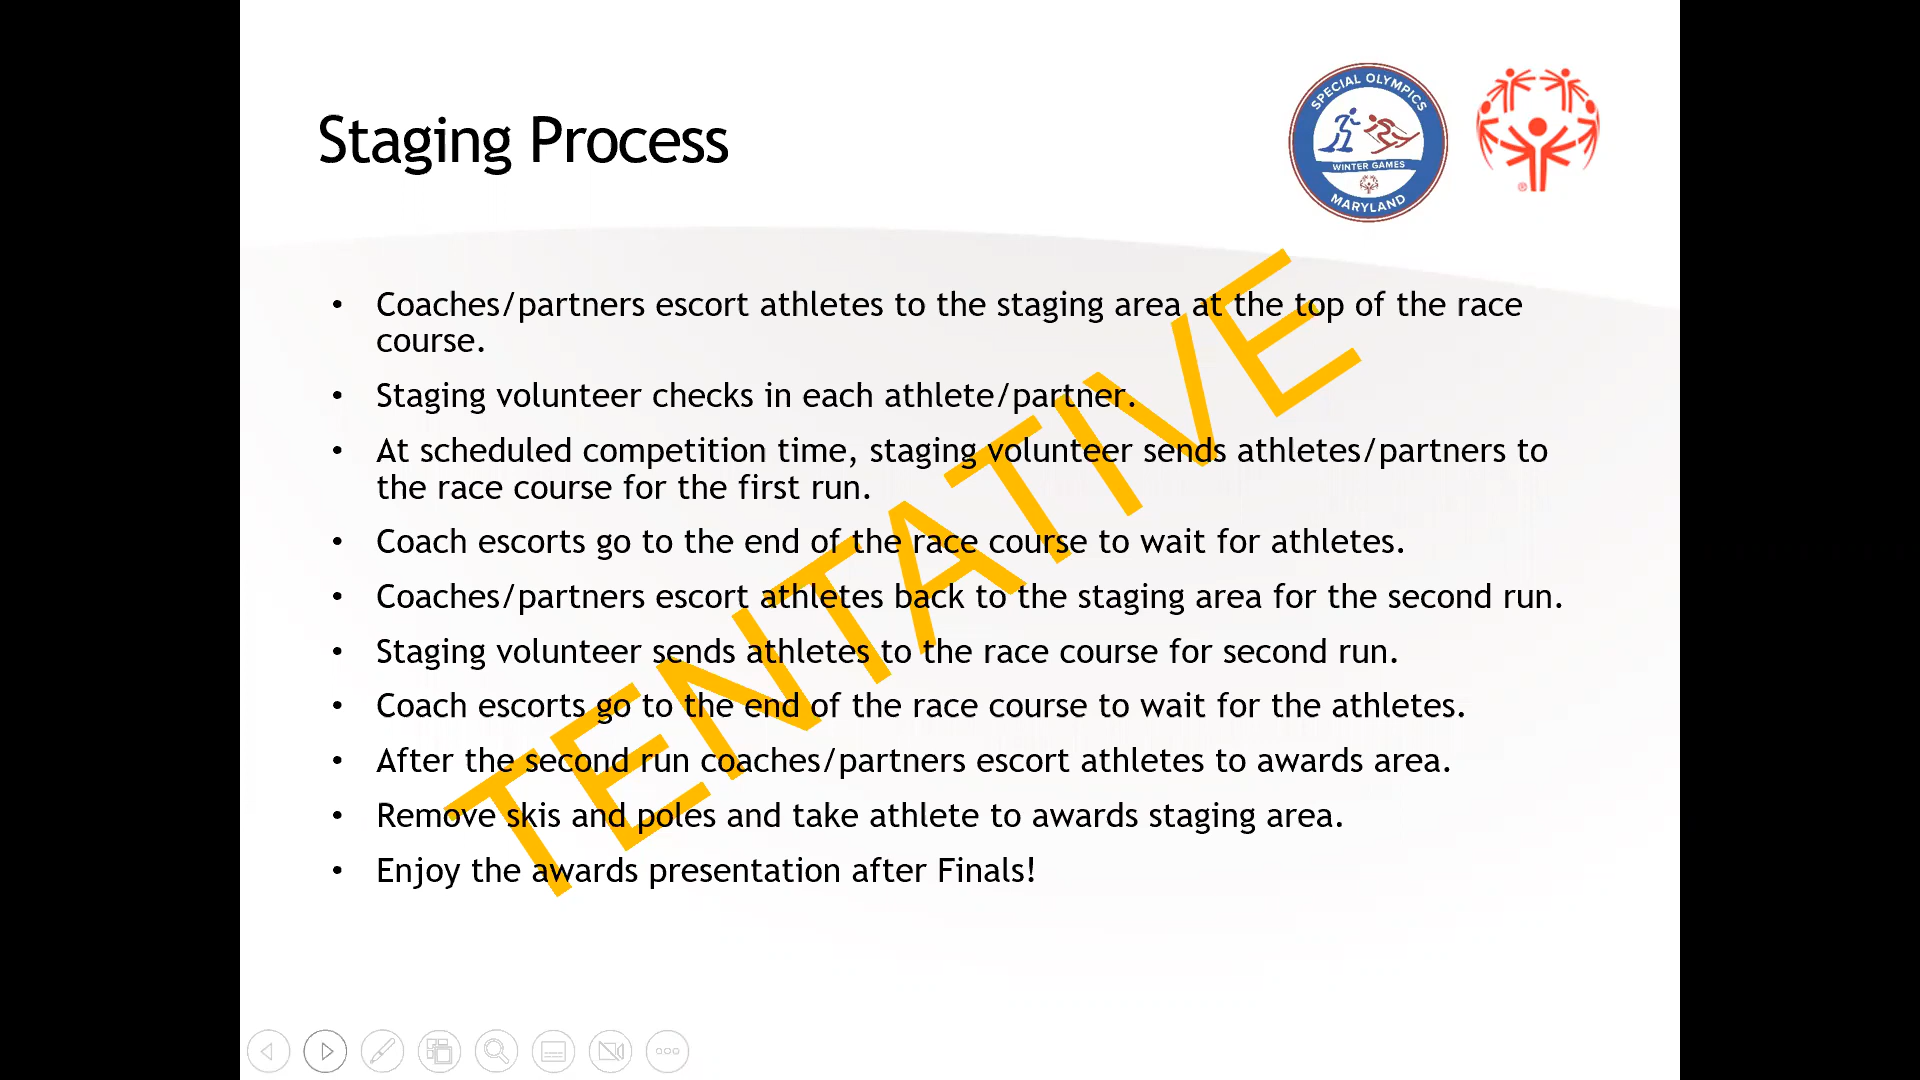 Staging Process
SPECIAL OLYMPICS
WINTER GAMES
MARYLAND
®
• Coaches/partners escort athletes to the staging area at the top of the race
course.
• Staging volunteer checks in each athlete/partner.
• At scheduled competition time, staging volunteer sends athletes/partners to
the race course for the first run.
• Coach escorts go to the end of the race course to wait for athletes.
• Coaches/partners escort athletes back to the staging area for the second run.
• Staging volunteer sends athletes to the race course for second run.
• Coach escorts go to the end of the race course to wait for the athletes.
• After the second run coaches/partners escort athletes to awards area.
• Remove skis and poles and take athlete to awards staging area.
• Enjoy the awards presentation after Finals!
TENTATIVE